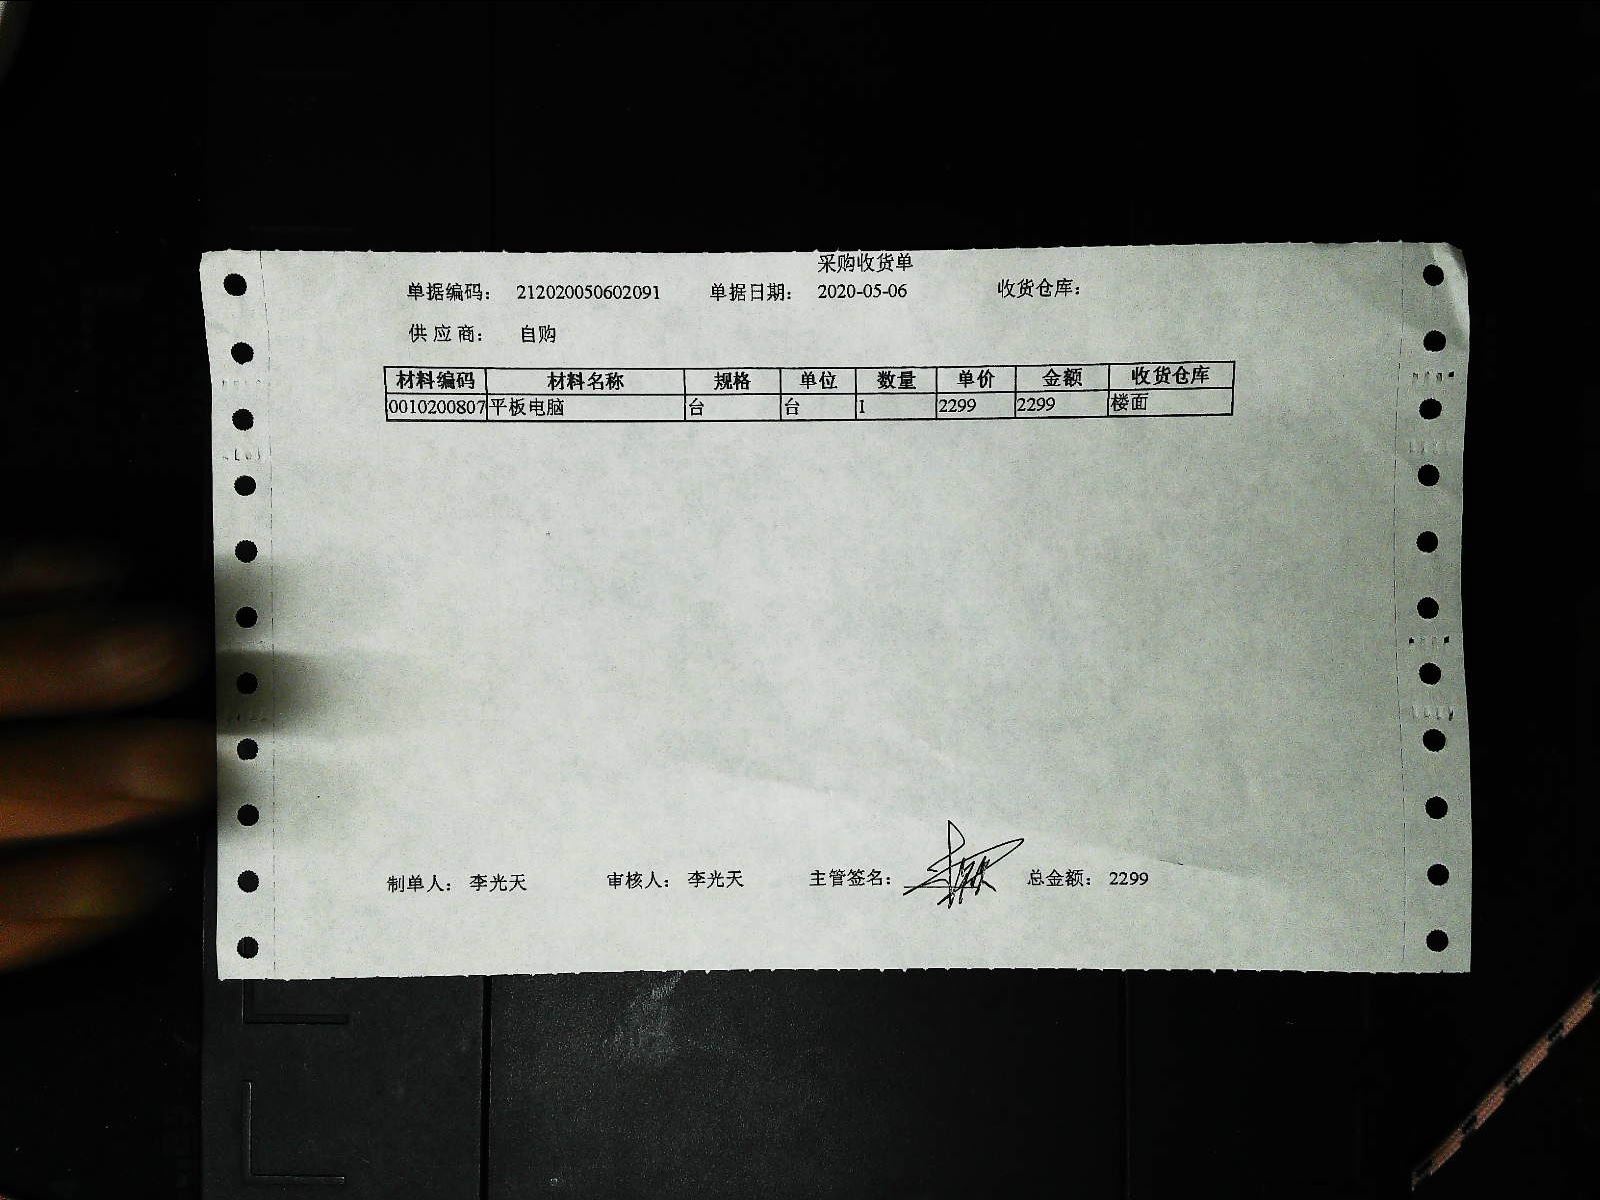 采购收货单
单据编码： 212020050602091 单据日期： 2020-05-06 收货仓库：
供 应 商： 自购
材料编码 材料名称 规格 单位 数量 单价 金额 收货仓库
0010200807 平板电脑 台 台 1 2299 2299 楼面
制单人： 李光天 审核人： 李光天 主管签名： 总金额： 2299